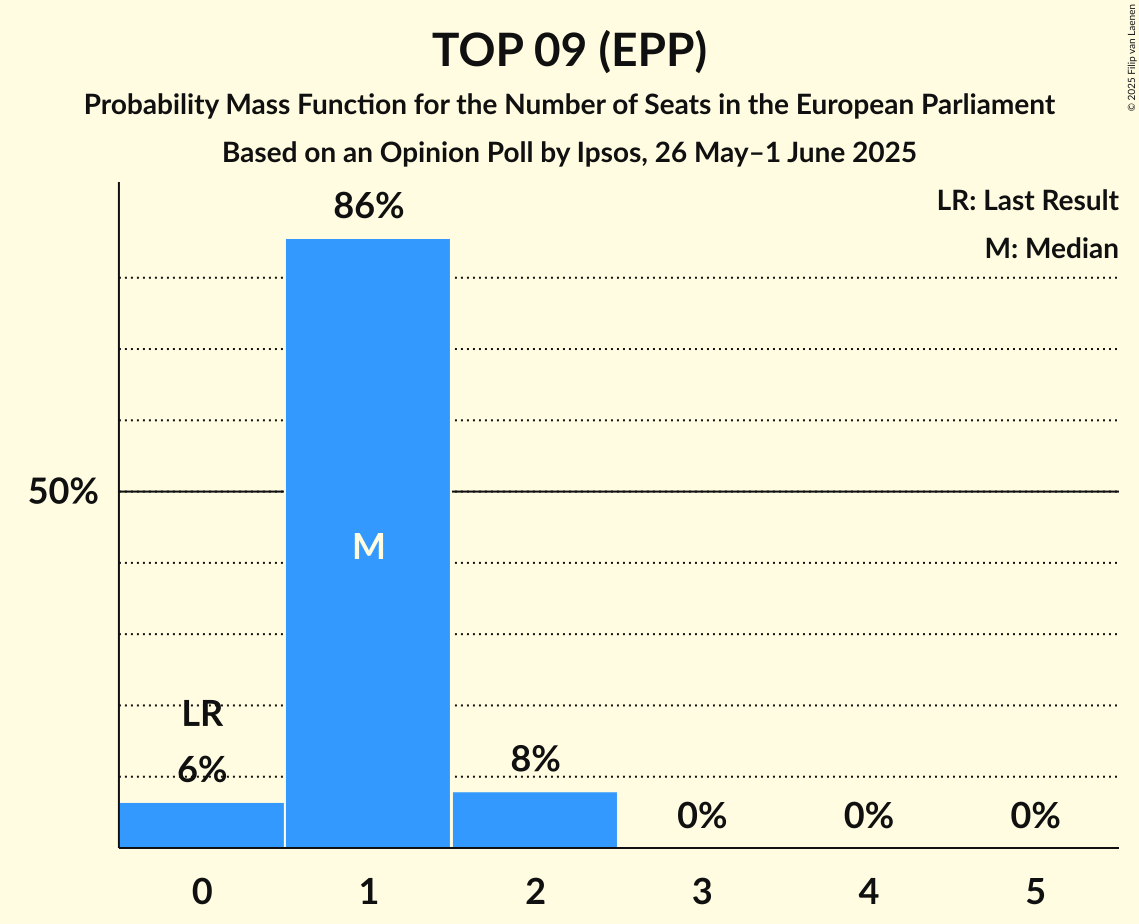 TOP 09 (EPP)
Probability Mass Function for the Number of Seats in the European Parliament
Based on an Opinion Poll by Ipsos, 26 May–1 June 2025
© 2025 Filip van Laenen
LR: Last Result
M: Median
86%
50%
M
LR
6%
8%
0%
0%
0%
0
1
2
3
4
5